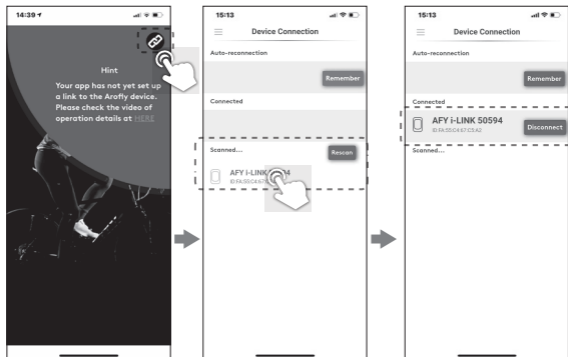 14:39
Hint
Your app has not yet set up
a link to the Arofly device.
Please check the video of
operation details at HERE
15:13
Device Connection
Auto-reconnection
Remember
Connected
Scanned...
Rescan
AFY i-LINK
15:13
Device Connection
Auto-reconnection
Remember
Connected
AFY i-LINK 50594
Disconnect
Scanned...